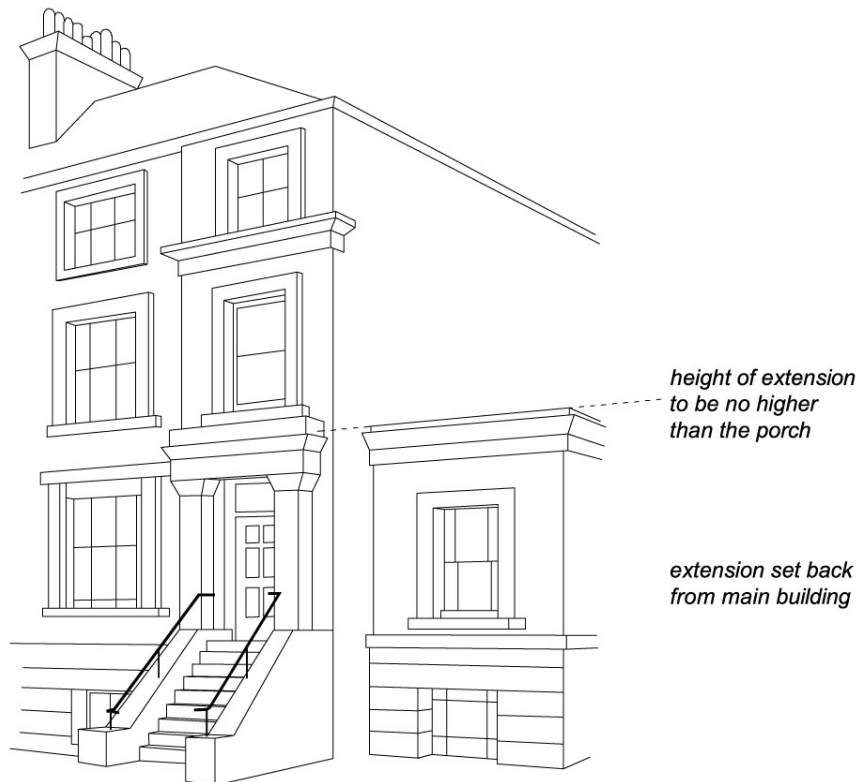 height of extension
to be no higher
than the porch
extension set back
from main building